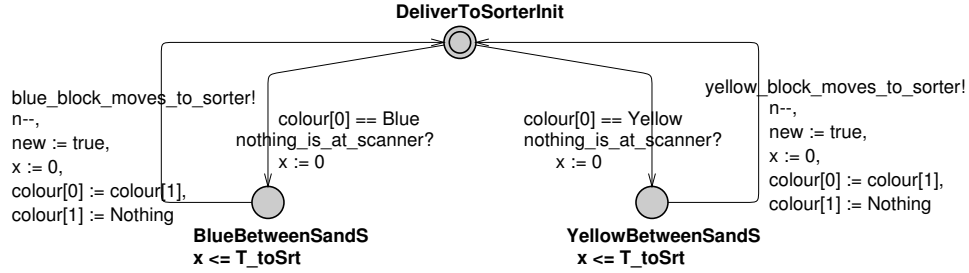 DeliverToSorterInit
blue_block_moves_to_sorter!
n--,
new := true,
x := 0,
colour[0] := colour[1],
colour[1] := Nothing
colour[0] == Blue
nothing_is_at_scanner?
x := 0
colour[0] == Yellow
nothing_is_at_scanner?
x := 0
yellow_block_moves_to_sorter!
n--,
new := true,
x := 0,
colour[0] := colour[1],
colour[1] := Nothing
BlueBetweenSandS
x <= T_toSrt
YellowBetweenSandS
x <= T_toSrt